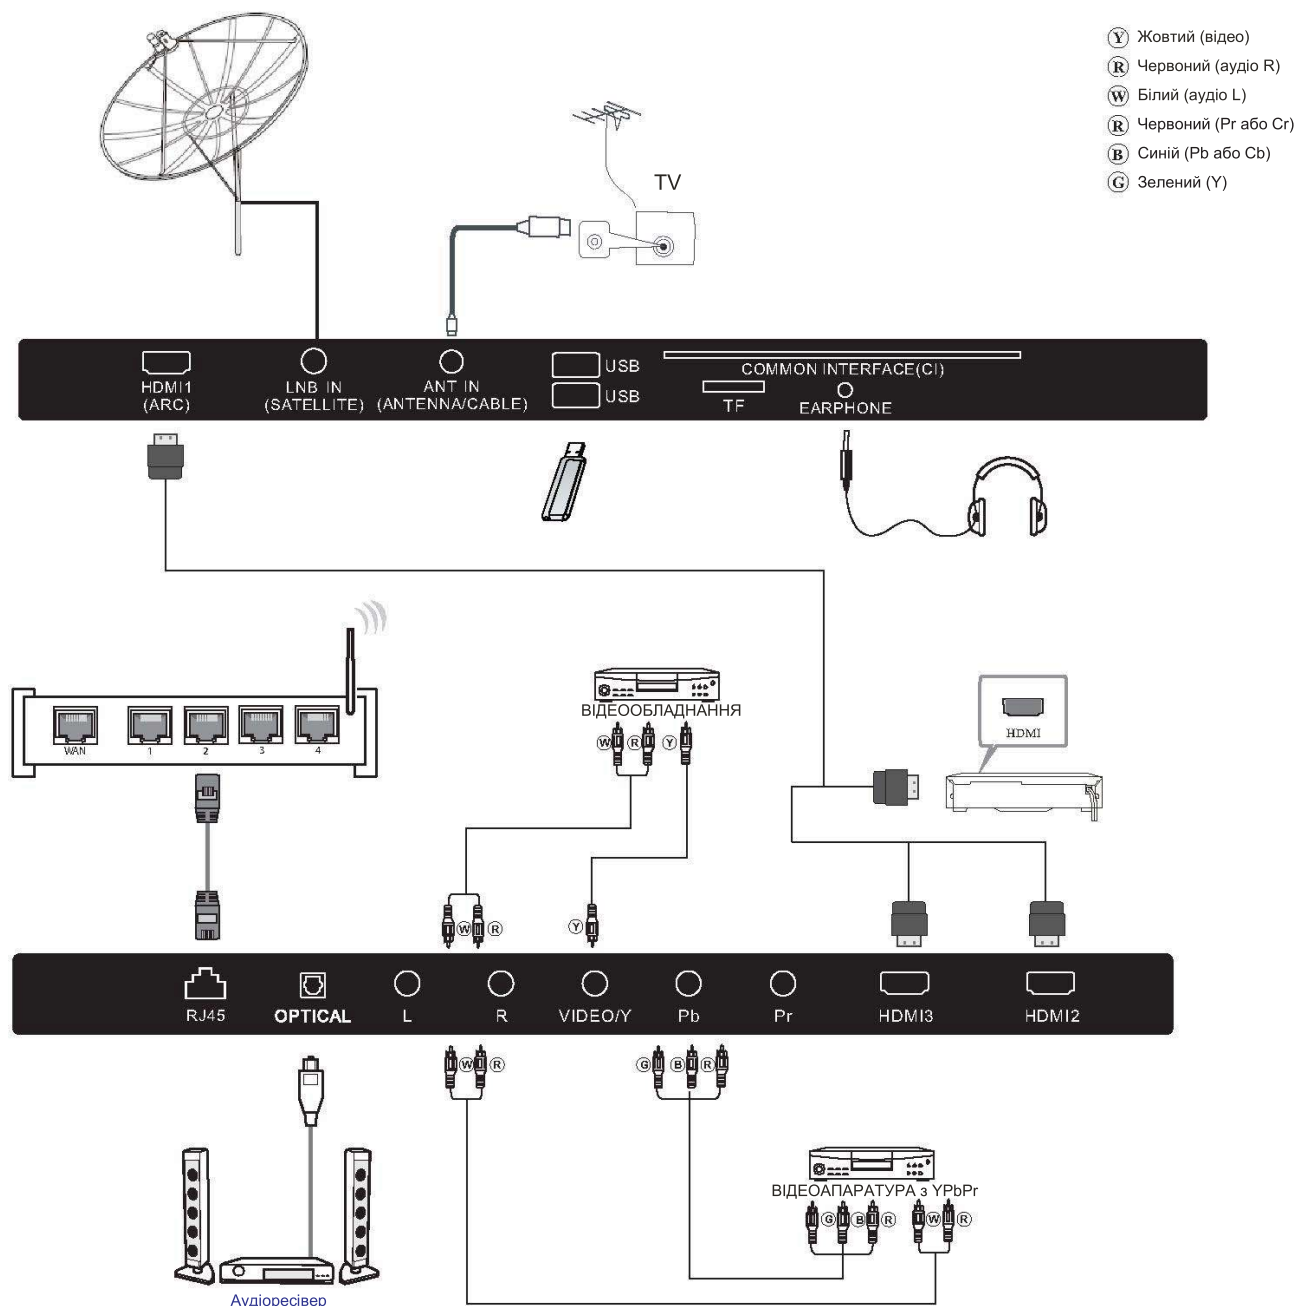 Y Жовтий (відео)
R Червоний (аудіо R)
W Білий (аудіо L)
R Червоний (Pr або Cr)
B Синій (Pb або Cb)
G Зелений (Y)
TV
HDMI1
(ARC)
LNB IN
(SATELLITE)
ANT IN
(ANTENNA/CABLE)
USB
USB
COMMON INTERFACE(CI)
TF
EARPHONE
WAN
1
2
3
4
ВІДЕООБЛАДНАННЯ
W R Y
HDMI
W R
Y
RJ45
OPTICAL
L
R
VIDEO/Y
Pb
Pr
HDMI3
HDMI2
W R
G B R
ВІДЕОАПАРАТУРА з YPbPr
G B R W R
Аудіоресівер